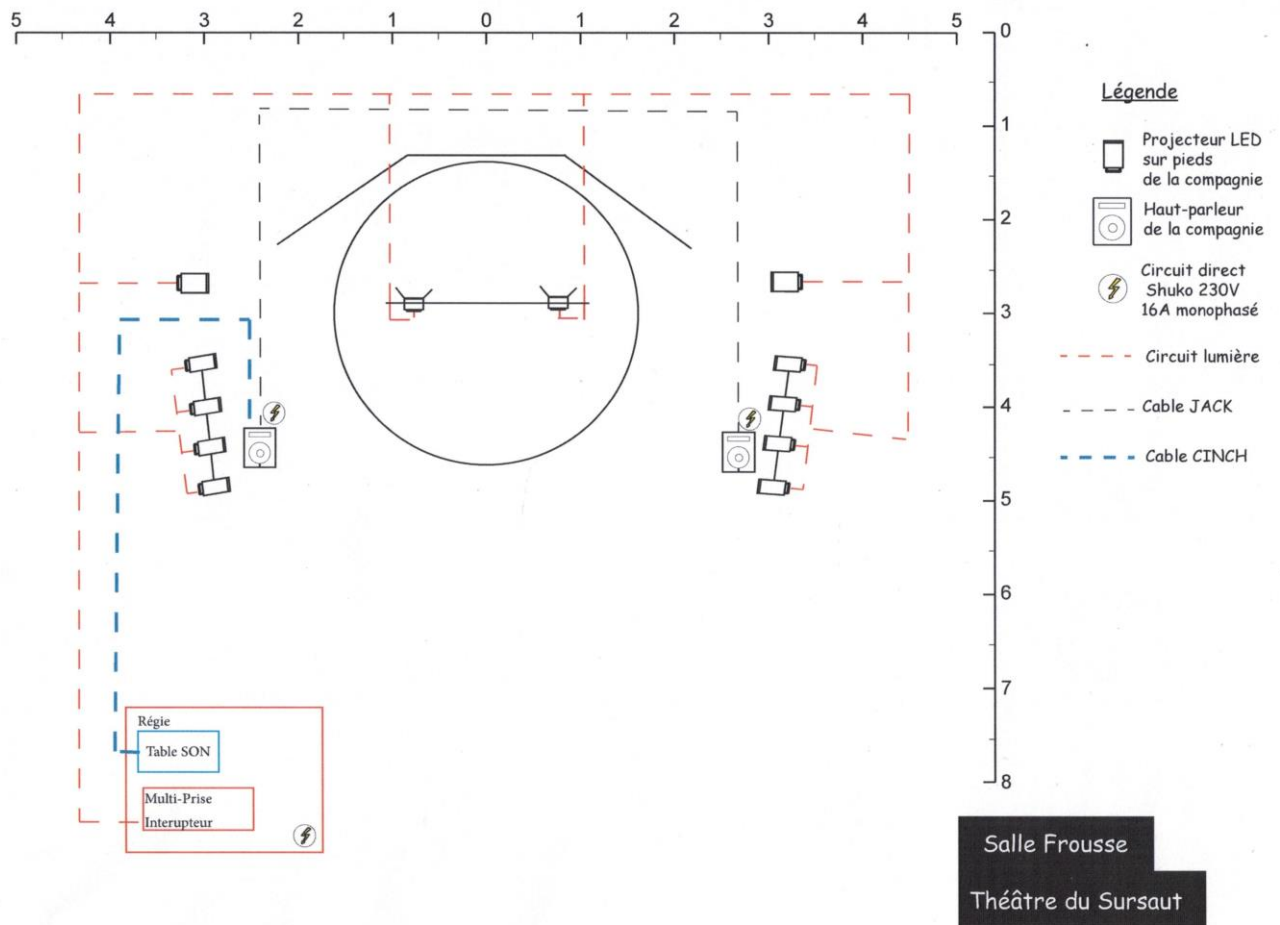 5 4 3 2 1 0 1 2 3 4 5
0
1
2
3
4
5
6
7
8
Légende
Projecteur LED
sur pieds
de la compagnie
Haut-parleur
de la compagnie
Circuit direct
Shuko 230V
16A monophasé
Circuit lumière
Cable JACK
Cable CINCH
Régie
Table SON
Multi-Prise
Interupteur
Salle Frousse
Théâtre du Sursaut